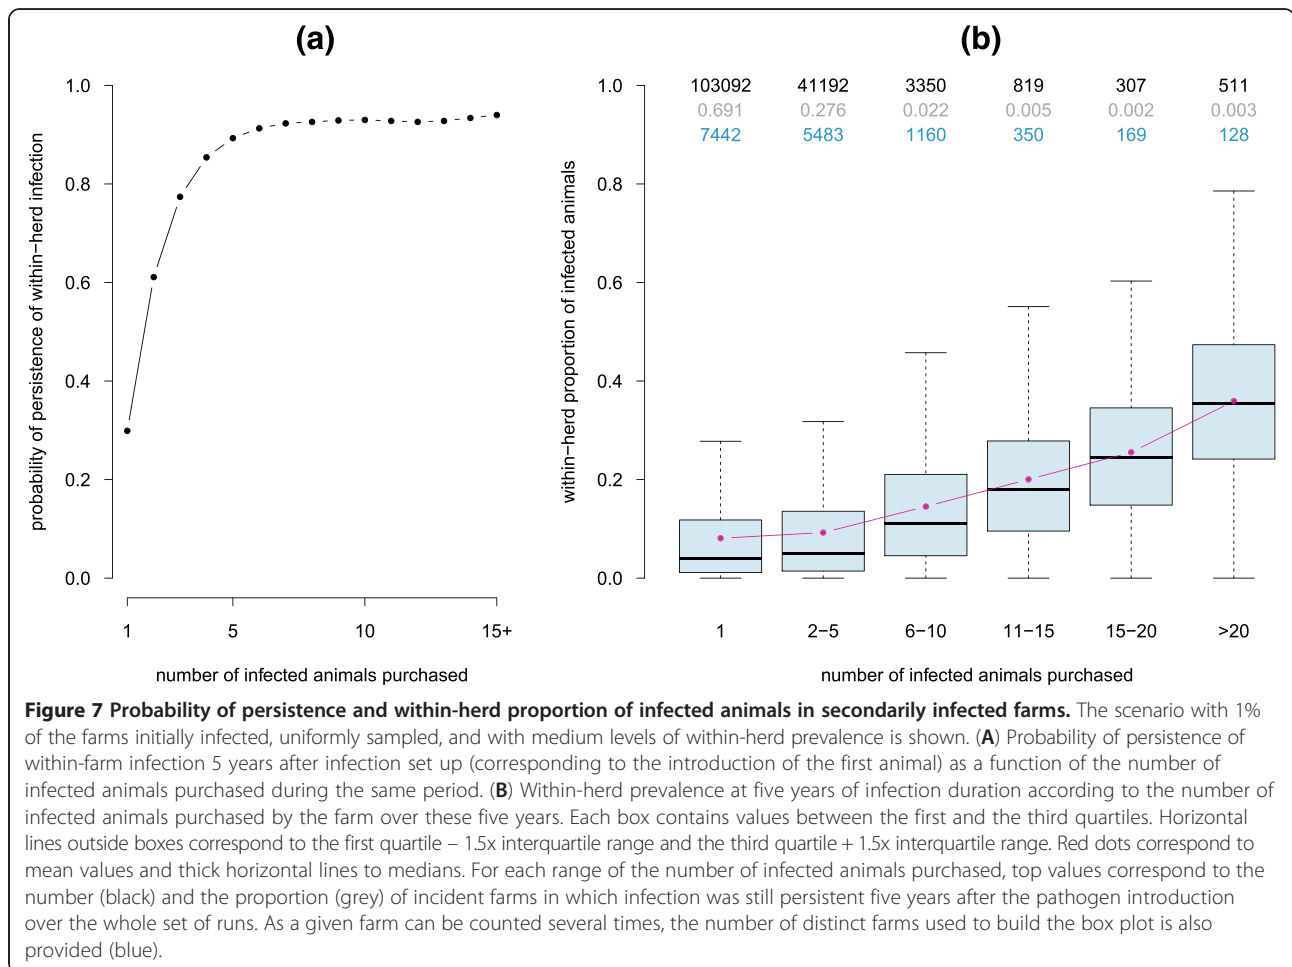 (a)
(b)
probability of persistence of within−herd infection
1.0
0.8
0.6
0.4
0.2
0.0
1 5 10 15+
number of infected animals purchased
within−herd proportion of infected animals
1.0
0.8
0.6
0.4
0.2
0.0
103092 41192 3350 819 307 511
0.691 0.276 0.022 0.005 0.002 0.003
7442 5483 1160 350 169 128
1 2−5 6−10 11−15 15−20 >20
number of infected animals purchased
Figure 7 Probability of persistence and within-herd proportion of infected animals in secondarily infected farms. The scenario with 1%
of the farms initially infected, uniformly sampled, and with medium levels of within-herd prevalence is shown. (A) Probability of persistence of
within-farm infection 5 years after infection set up (corresponding to the introduction of the first animal) as a function of the number of
infected animals purchased during the same period. (B) Within-herd prevalence at five years of infection duration according to the number of
infected animals purchased by the farm over these five years. Each box contains values between the first and the third quartiles. Horizontal
lines outside boxes correspond to the first quartile – 1.5x interquartile range and the third quartile + 1.5x interquartile range. Red dots correspond to
mean values and thick horizontal lines to medians. For each range of the number of infected animals purchased, top values correspond to the
number (black) and the proportion (grey) of incident farms in which infection was still persistent five years after the pathogen introduction
over the whole set of runs. As a given farm can be counted several times, the number of distinct farms used to build the box plot is also
provided (blue).